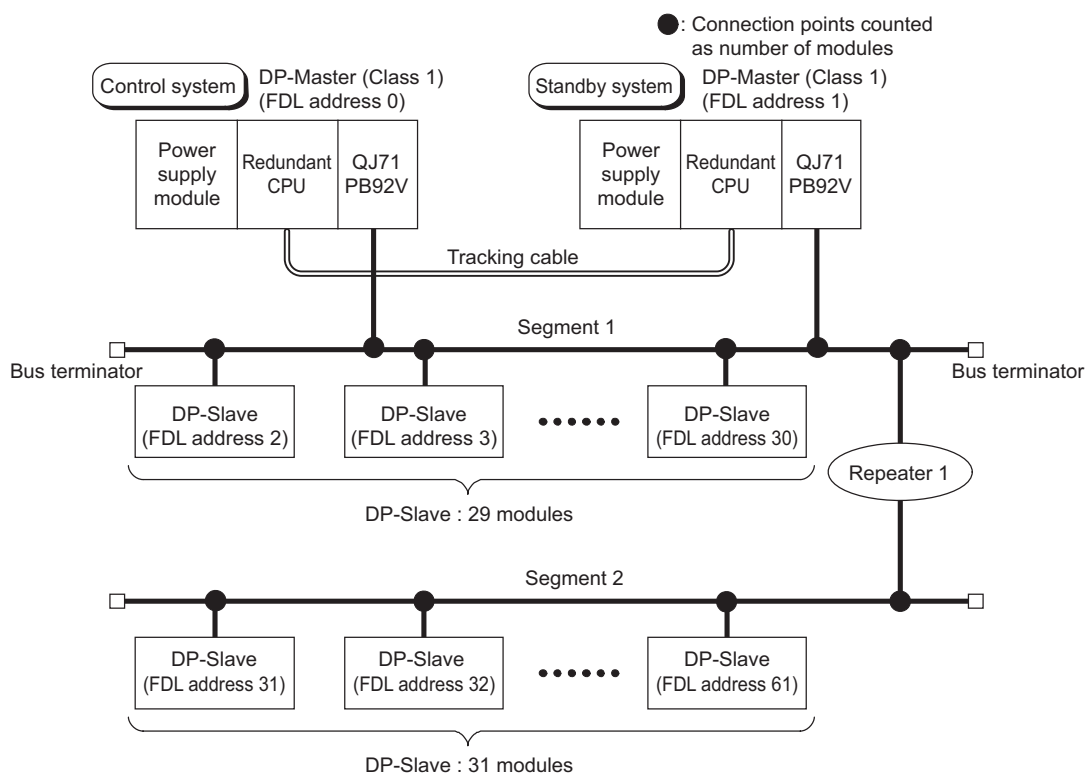 ●: Connection points counted
as number of modules
Control system
DP-Master (Class 1)
(FDL address 0)
Standby system
DP-Master (Class 1)
(FDL address 1)
Power
supply
module
Redundant
CPU
QJ71
PB92V
Power
supply
module
Redundant
CPU
QJ71
PB92V
Tracking cable
Segment 1
Bus terminator
Bus terminator
DP-Slave
(FDL address 2)
DP-Slave
(FDL address 3)
DP-Slave
(FDL address 30)
Repeater 1
DP-Slave : 29 modules
Segment 2
DP-Slave
(FDL address 31)
DP-Slave
(FDL address 32)
DP-Slave
(FDL address 61)
DP-Slave : 31 modules